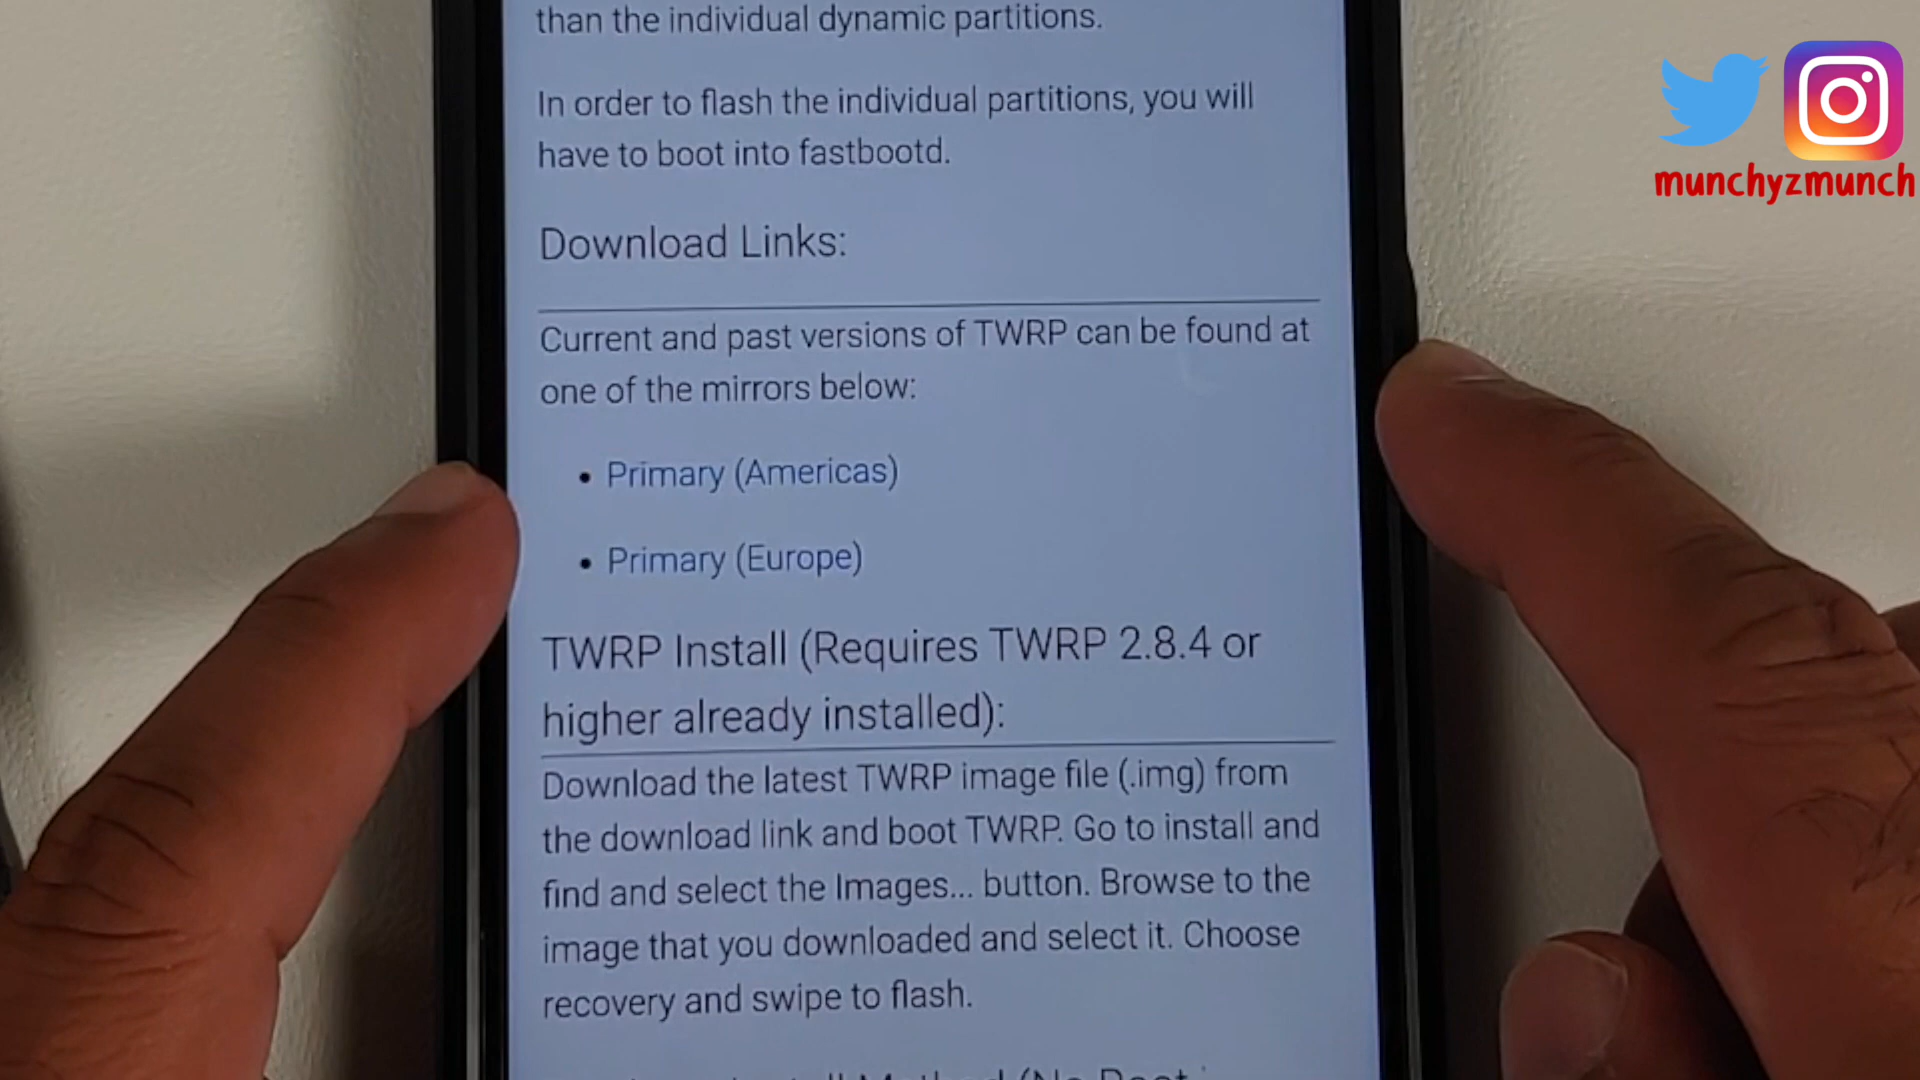 than the individual dynamic partitions.
In order to flash the individual partitions, you will
have to boot into fastbootd.
Download Links:
Current and past versions of TWRP can be found at
one of the mirrors below:
• Primary (Americas)
• Primary (Europe)
TWRP Install (Requires TWRP 2.8.4 or
higher already installed):
Download the latest TWRP image file (.img) from
the download link and boot TWRP. Go to install and
find and select the Images... button. Browse to the
image that you downloaded and select it. Choose
recovery and swipe to flash.
munchyzmunch